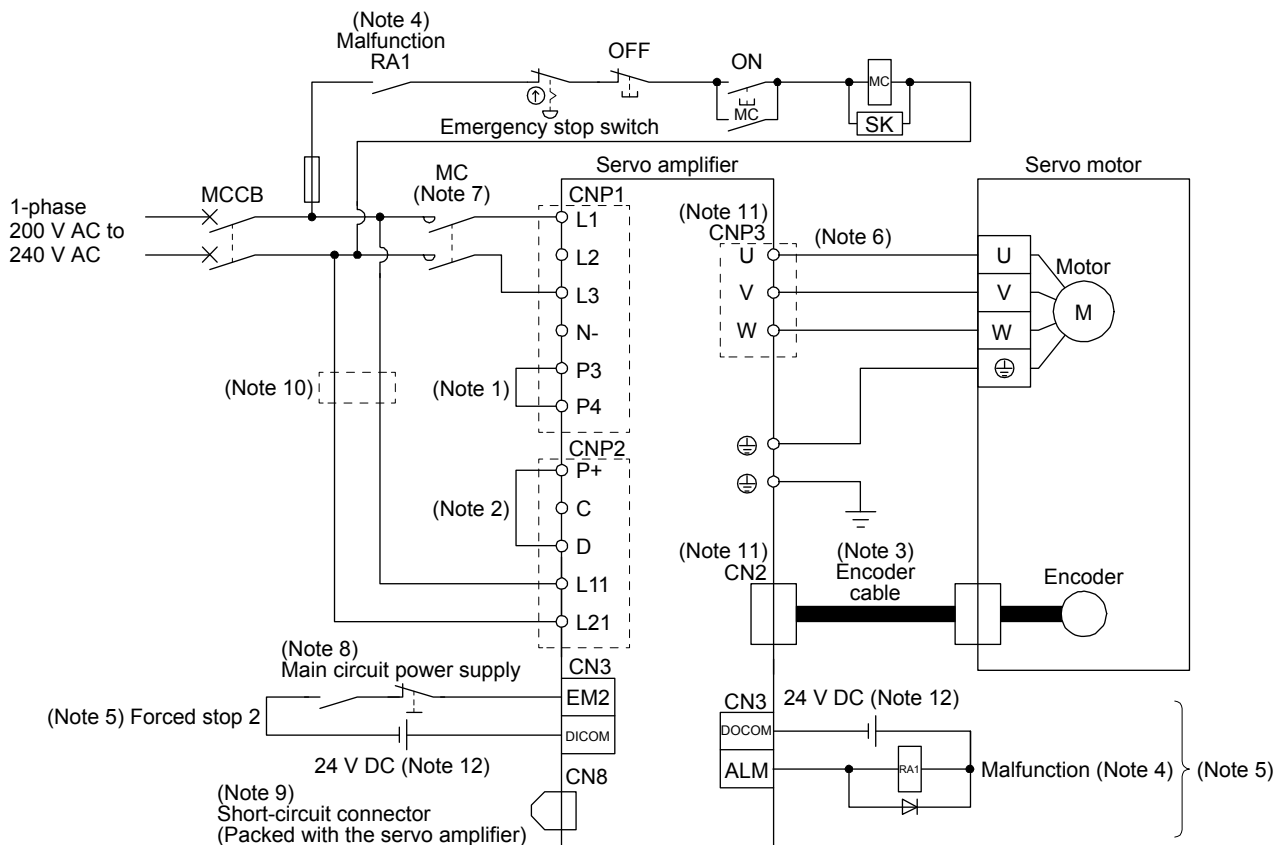 (Note 4)
Malfunction
RA1
OFF
ON
MC
MC
SK
Emergency stop switch
1-phase
200 V AC to
240 V AC
MCCB
MC
(Note 7)
Servo amplifier
Servo motor
CNP1
L1
L2
L3
N-
P3
P4
(Note 1)
(Note 10)
CNP2
P+
C
D
L11
L21
(Note 2)
(Note 11)
CNP3
U
V
W
(Note 6)
U
V
W
Motor
M
(Note 11)
CN2
(Note 3)
Encoder
cable
Encoder
(Note 8)
Main circuit power supply
(Note 5) Forced stop 2
24 V DC (Note 12)
CN3
EM2
DICOM
CN8
(Note 9)
Short-circuit connector
(Packed with the servo amplifier)
CN3
24 V DC (Note 12)
DOCOM
ALM
RA1
Malfunction (Note 4)
(Note 5)